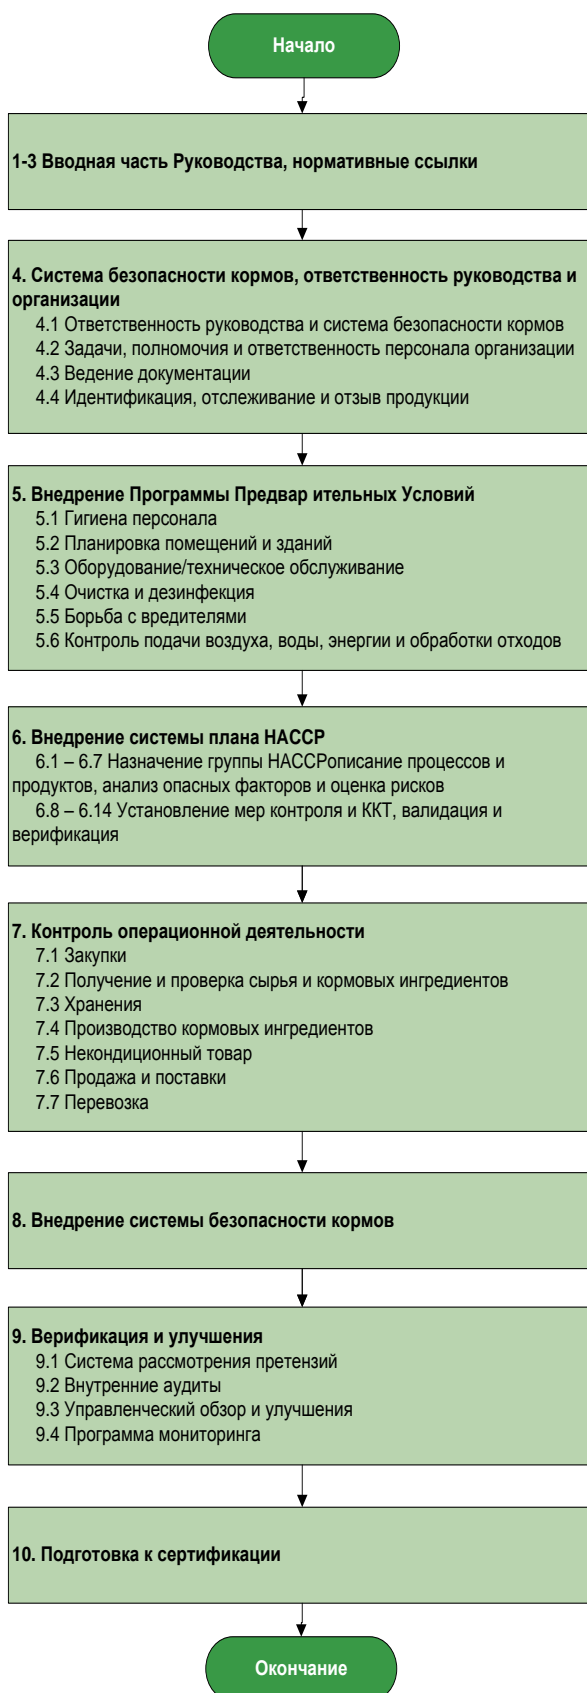 Начало
1-3 Вводная часть Руководства, нормативные ссылки
4. Система безопасности кормов, ответственность руководства и
организации
4.1 Ответственность руководства и система безопасности кормов
4.2 Задачи, полномочия и ответственность персонала организации
4.3 Ведение документации
4.4 Идентификация, отслеживание и отзыв продукции
5. Внедрение Программы Предвар ительных Условий
5.1 Гигиена персонала
5.2 Планировка помещений и зданий
5.3 Оборудование/техническое обслуживание
5.4 Очистка и дезинфекция
5.5 Борьба с вредителями
5.6 Контроль подачи воздуха, воды, энергии и обработки отходов
6. Внедрение системы плана НАССР
6.1 – 6.7 Назначение группы НАССРописание процессов и
продуктов, анализ опасных факторов и оценка рисков
6.8 – 6.14 Установление мер контроля и ККТ, валидация и
верификация
7. Контроль операционной деятельности
7.1 Закупки
7.2 Получение и проверка сырья и кормовых ингредиентов
7.3 Хранения
7.4 Производство кормовых ингредиентов
7.5 Некондиционный товар
7.6 Продажа и поставки
7.7 Перевозка
8. Внедрение системы безопасности кормов
9. Верификация и улучшения
9.1 Система рассмотрения претензий
9.2 Внутренние аудиты
9.3 Управленческий обзор и улучшения
9.4 Программа мониторинга
10. Подготовка к сертификации
Окончание